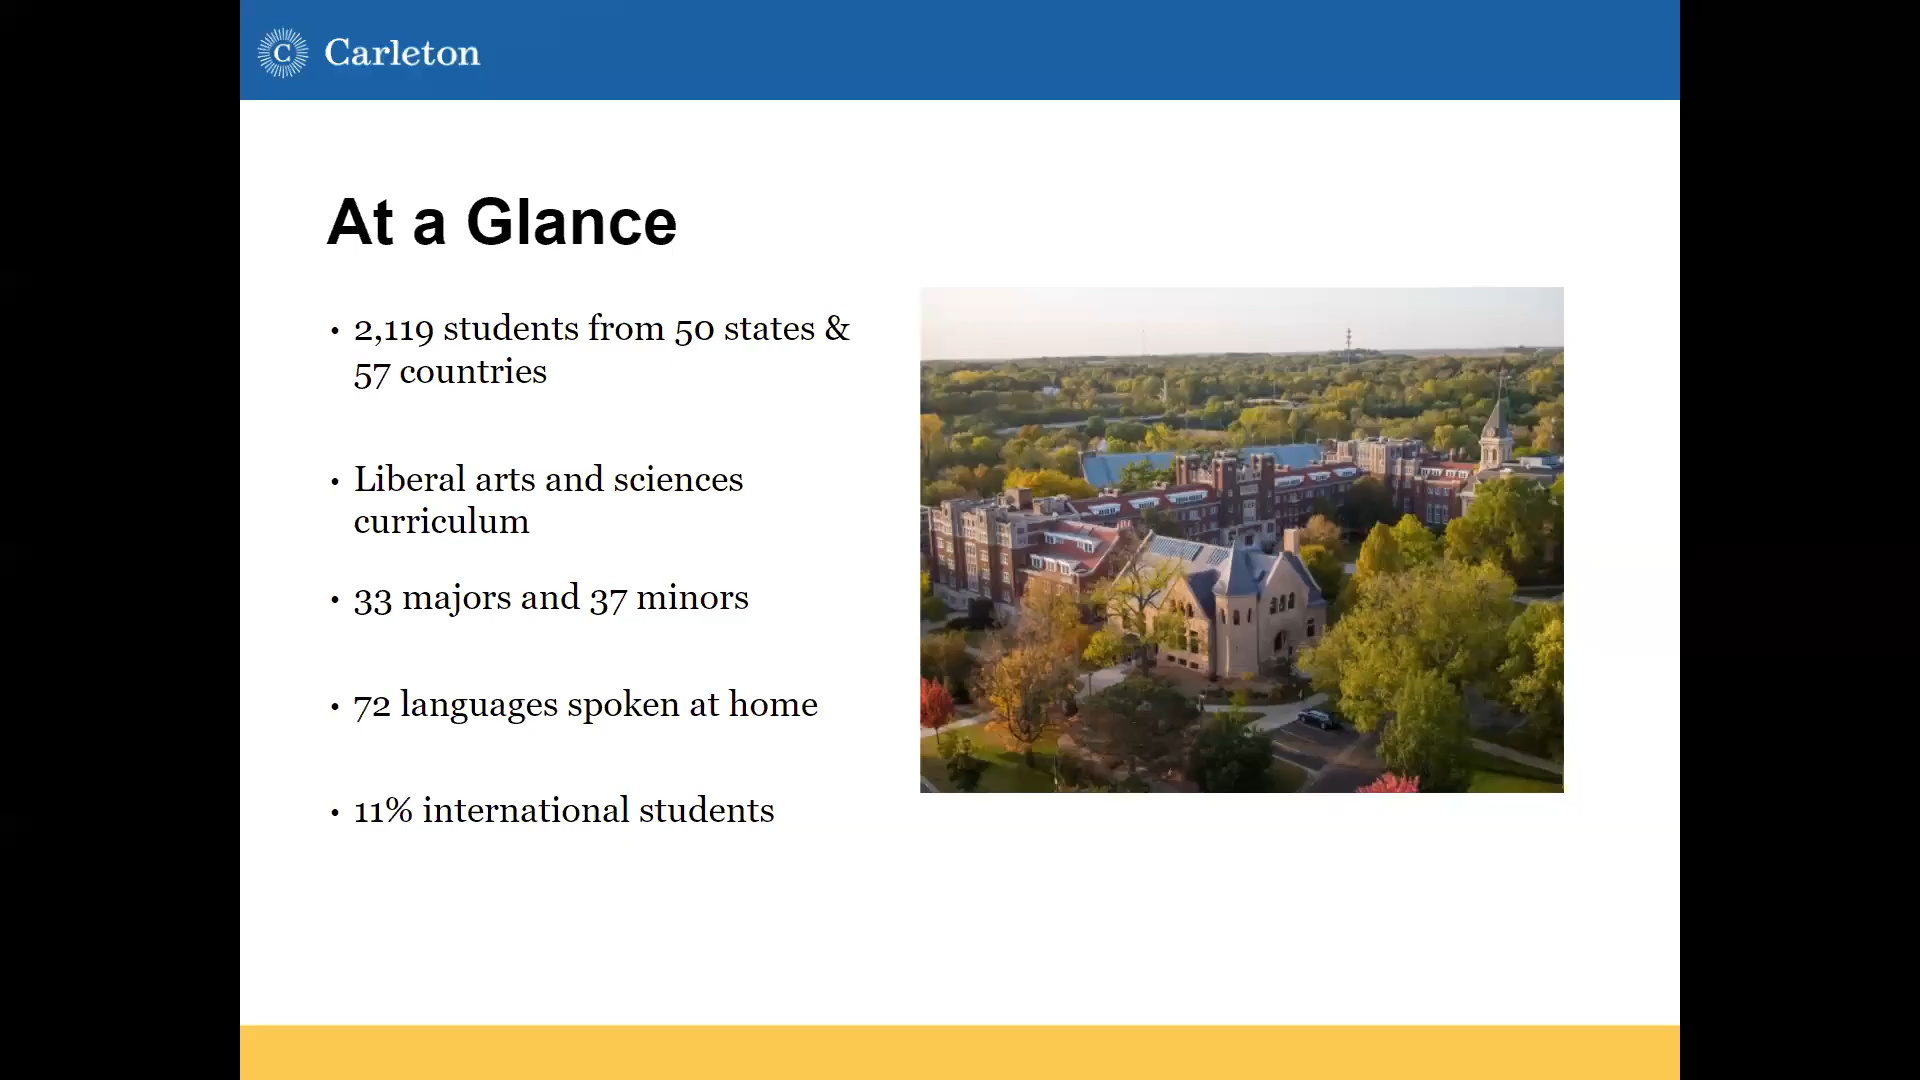 C Carleton
At a Glance
• 2,119 students from 50 states &
57 countries
• Liberal arts and sciences
curriculum
• 33 majors and 37 minors
• 72 languages spoken at home
• 11% international students